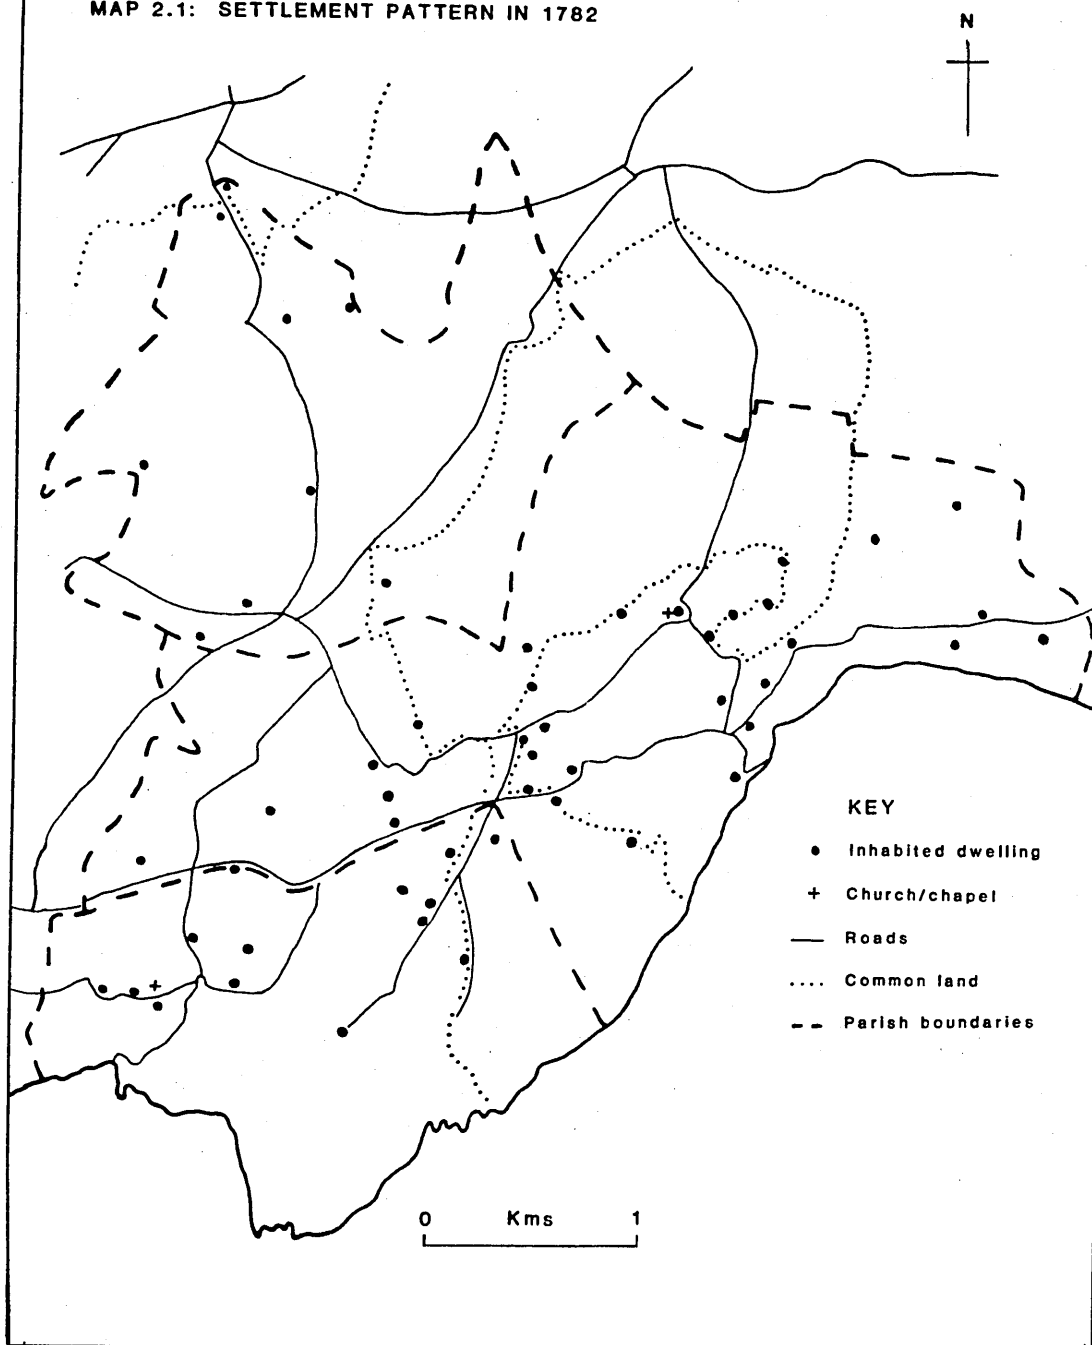 MAP 2.1: SETTLEMENT PATTERN IN 1782
N
KEY
Inhabited dwelling
Church/chapel
Roads
Common land
Parish boundaries
0 Kms 1